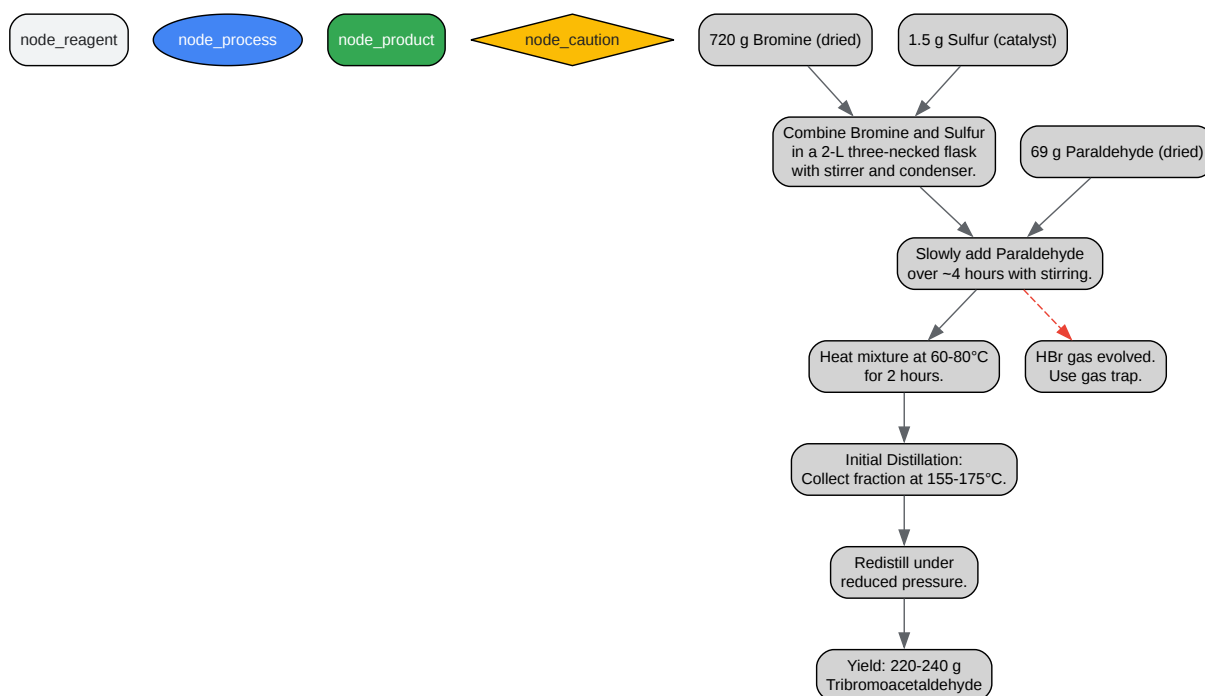 node_reagent
node_process
node_product
node_caution
720 g Bromine (dried)
1.5 g Sulfur (catalyst)
Combine Bromine and Sulfur
in a 2-L three-necked flask
with stirrer and condenser.
69 g Paraldehyde (dried)
Slowly add Paraldehyde
over ~4 hours with stirring.
Heat mixture at 60-80°C
for 2 hours.
HBr gas evolved.
Use gas trap.
Initial Distillation:
Collect fraction at 155-175°C.
Redistill under
reduced pressure.
Yield: 220-240 g
Tribromoacetaldehyde